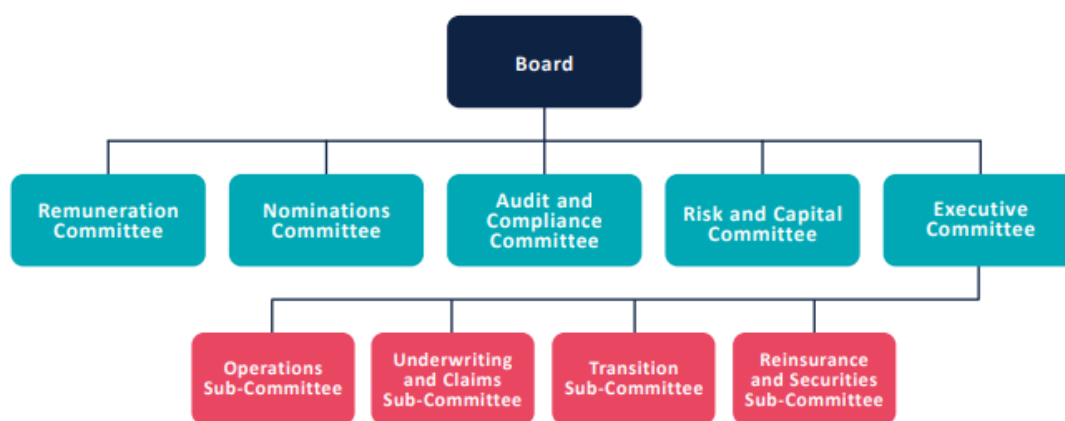 Board
Remuneration
Committee
Nominations
Committee
Audit and
Compliance
Committee
Risk and Capital
Committee
Executive
Committee
Operations
Sub-Committee
Underwriting
and Claims
Sub-Committee
Transition
Sub-Committee
Reinsurance
and Securities
Sub-Committee